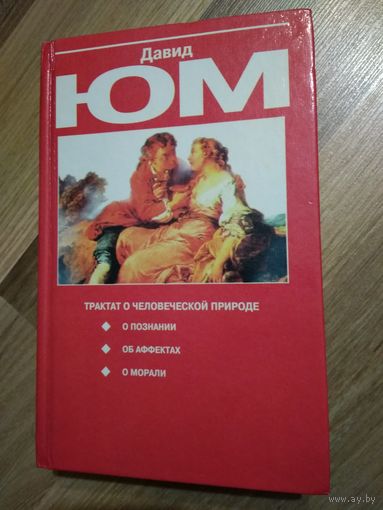 Давид
ЮМ
ТРАКТАТ О ЧЕЛОВЕЧЕСКОЙ ПРИРОДЕ
О ПОЗНАНИИ
ОБ АФФЕКТАХ
О МОРАЛИ
www.ay.by